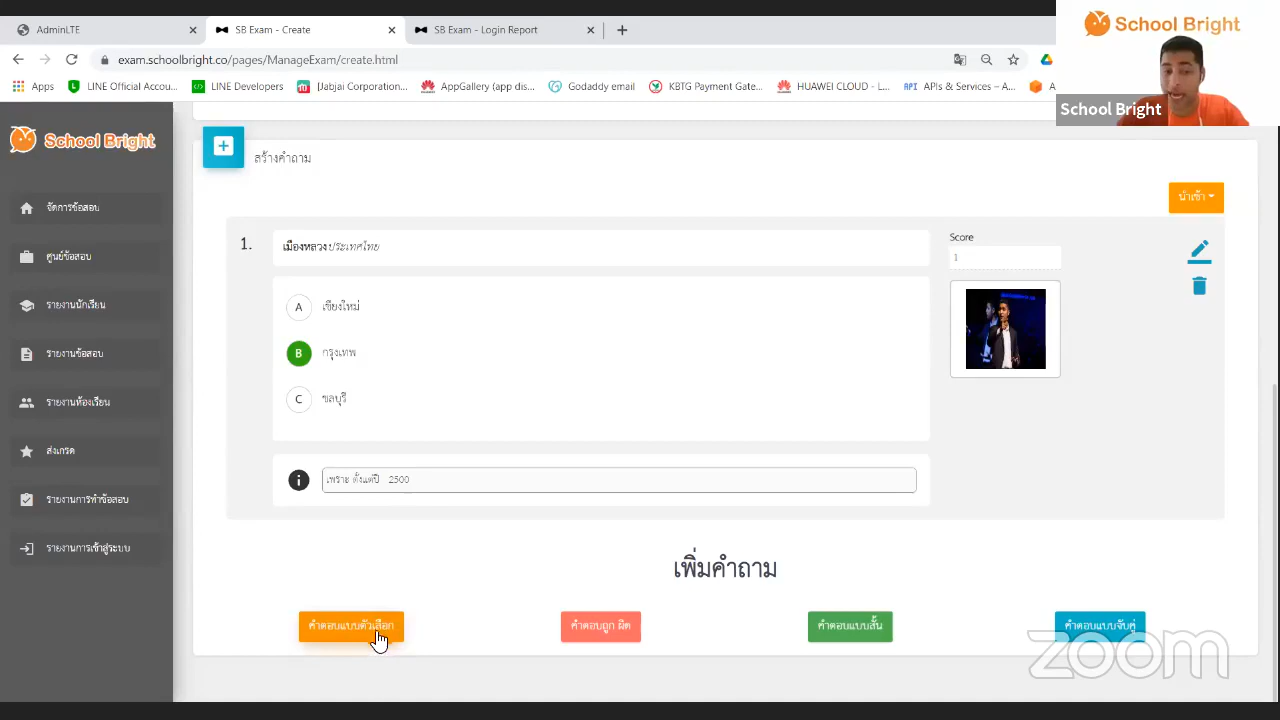 AdminLTE
SB Exam - Create
SB Exam - Login Report
School Bright
exam.schoolbright.co/pages/ManageExam/create.html
Apps
LINE Official Accou...
LINE Developers
Jabjai Corporation...
AppGallery (app dis...
Godaddy email
KBTG Payment Gate...
HUAWEI CLOUD - L...
API APIs & Services – A...
School Bright
School Bright
สร้างคำถาม
นำเข้า
จัดการข้อสอบ
ศูนย์ข้อสอบ
รายงานนักเรียน
รายงานข้อสอบ
รายงานห้องเรียน
ส่งเกรด
รายงานการทำข้อสอบ
รายงานการเข้าสู่ระบบ
1.
เมืองหลวงประเทศไทย
Score
1
A เชียงใหม่
B กรุงเทพ
C ชลบุรี
เพราะ ตั้งแต่ปี 2500
เพิ่มคำถาม
คำตอบแบบตัวเลือก
คำตอบถูก ผิด
คำตอบแบบสั้น
คำตอบแบบจับคู่
zoom